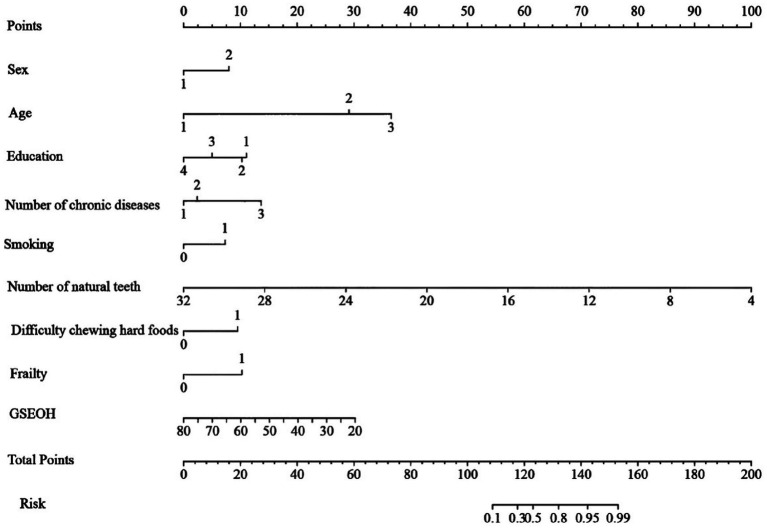 Points 0 10 20 30 40 50 60 70 80 90 100
Sex 1 2
Age 1 2 3
Education 4 3 2 1
Number of chronic diseases 1 2 3
Smoking 0 1
Number of natural teeth 32 28 24 20 16 12 8 4
Difficulty chewing hard foods 0 1
Frailty 0 1
GSEOH 80 70 60 50 40 30 20
Total Points 0 20 40 60 80 100 120 140 160 180 200
Risk 0.1 0.3 0.5 0.8 0.95 0.99